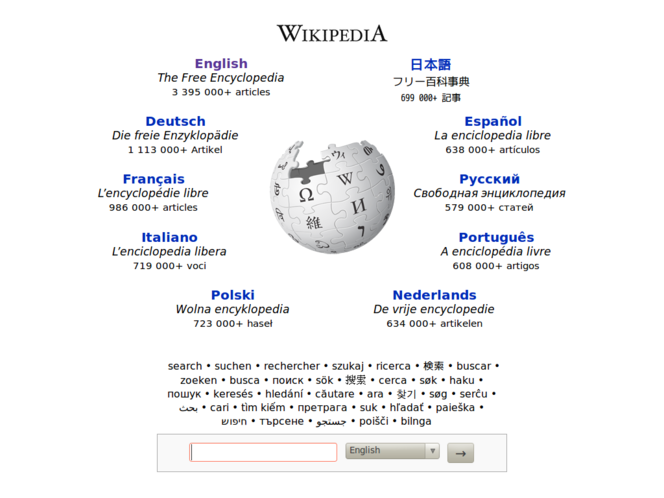 WIKIPEDIA
English
The Free Encyclopedia
3 395 000+ articles
日本語
フリー百科事典
699 000+ 記事
Deutsch
Die freie Enzyklopädie
1 113 000+ Artikel
Español
La enciclopedia libre
638 000+ artículos
Français
L'encyclopédie libre
986 000+ articles
Русский
Свободная энциклопедия
579 000+ статей
Italiano
L'enciclopedia libera
719 000+ voci
Português
A enciclopédia livre
608 000+ artigos
Polski
Wolna encyklopedia
723 000+ haseł
Nederlands
De vrije encyclopedie
634 000+ artikelen
Ω
W
И
維
ウィ
search • suchen • rechercher • szukaj • ricerca • 検索 • buscar •
zoeken • busca • поиск • sök • 搜索 • cerca • søk • haku •
пошук • keresés • hledání • căutare • ara • 찾기 • søg • serĉu •
بحث • cari • tìm kiếm • претрага • suk • hľadať • paieška •
חיפוש • търсене • جستجو • poišči • bilnga
English
→